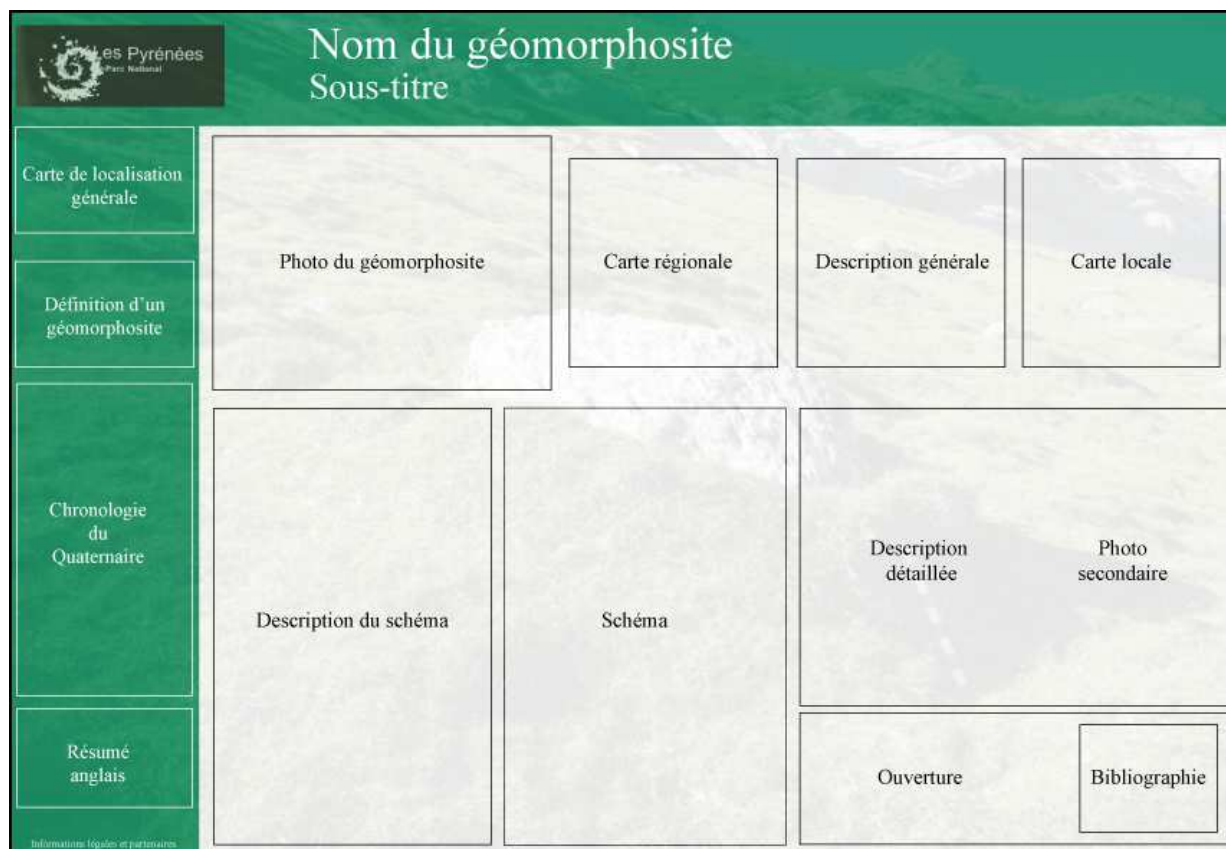 Les Pyrénées
Parc National
Nom du géomorphosite
Sous-titre
Carte de localisation
générale
Définition d’un
géomorphosite
Chronologie
du
Quaternaire
Résumé
anglais
Informations légales et partenaires
Photo du géomorphosite
Carte régionale
Description générale
Carte locale
Description du schéma
Schéma
Description
détaillée
Photo
secondaire
Ouverture
Bibliographie